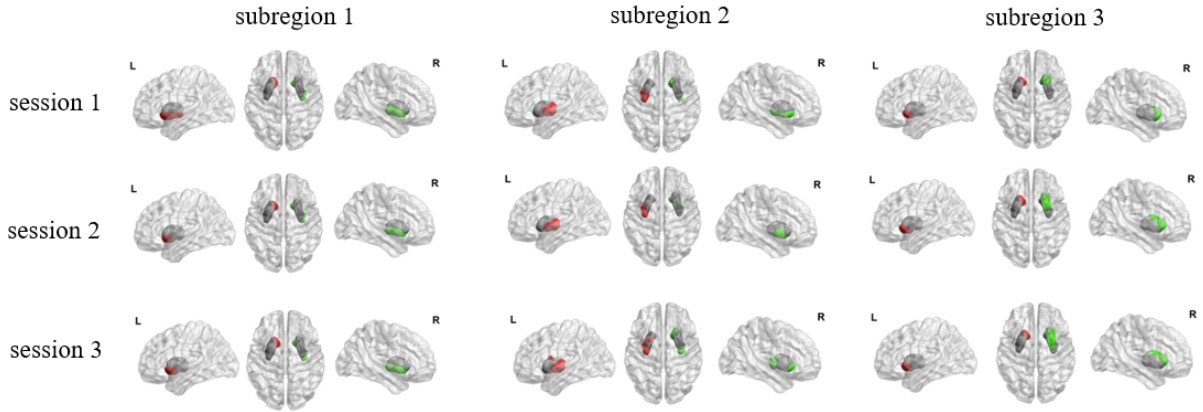 subregion 1 subregion 2 subregion 3
session 1 L R L R L R
session 2 L R L R L R
session 3 L R L R L R